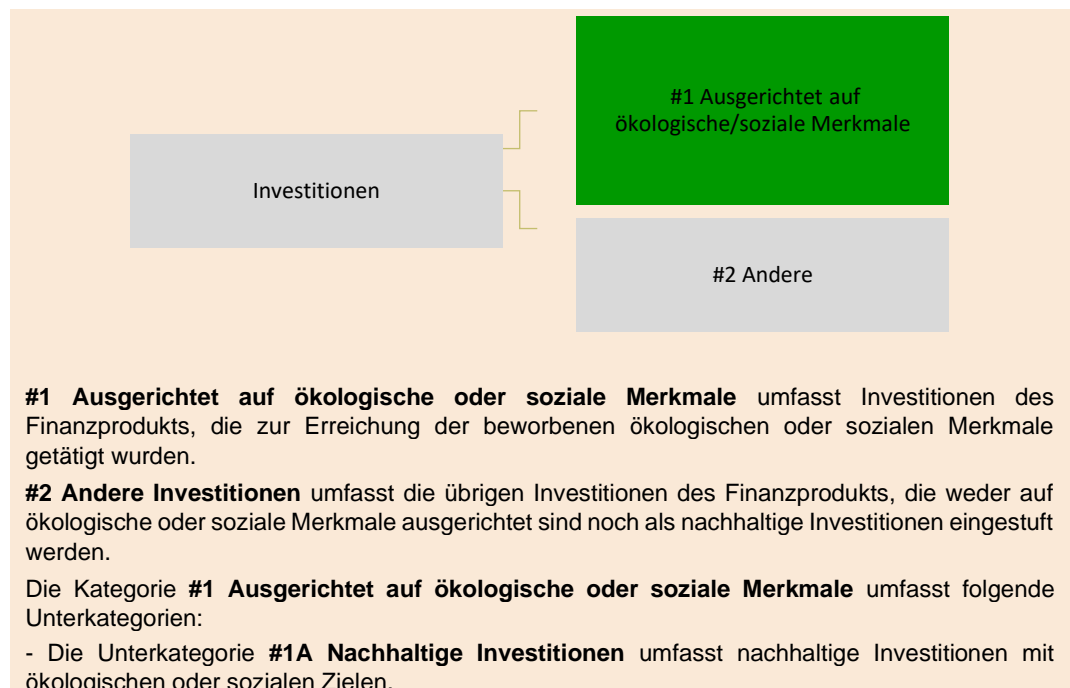 #1 Ausgerichtet auf
ökologische/soziale Merkmale
Investitionen
#2 Andere
#1 Ausgerichtet auf ökologische oder soziale Merkmale umfasst Investitionen des
Finanzprodukts, die zur Erreichung der beworbenen ökologischen oder sozialen Merkmale
getätigt wurden.
#2 Andere Investitionen umfasst die übrigen Investitionen des Finanzprodukts, die weder auf
ökologische oder soziale Merkmale ausgerichtet sind noch als nachhaltige Investitionen eingestuft
werden.
Die Kategorie #1 Ausgerichtet auf ökologische oder soziale Merkmale umfasst folgende
Unterkategorien:
- Die Unterkategorie #1A Nachhaltige Investitionen umfasst nachhaltige Investitionen mit
ökologischen oder sozialen Zielen.